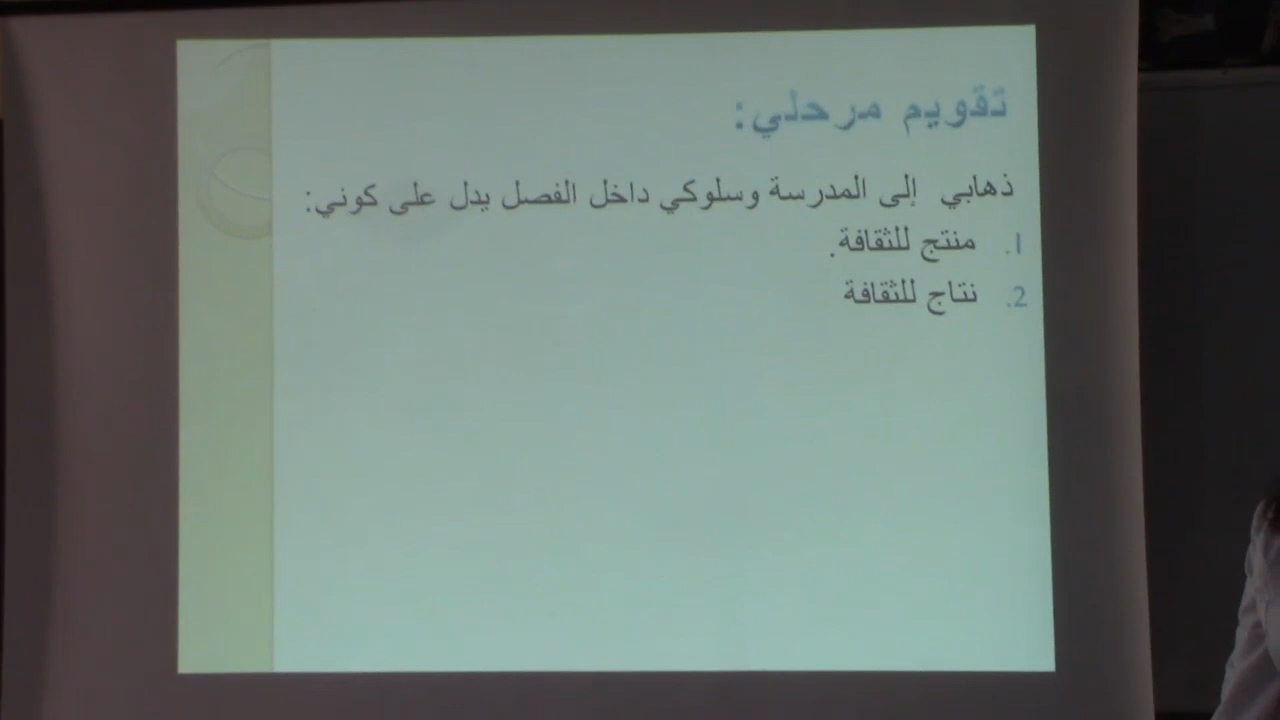 تقويم مرحلي:
ذهابي إلى المدرسة وسلوكي داخل الفصل يدل على كوني:
1. منتج للثقافة.
2. نتاج للثقافة